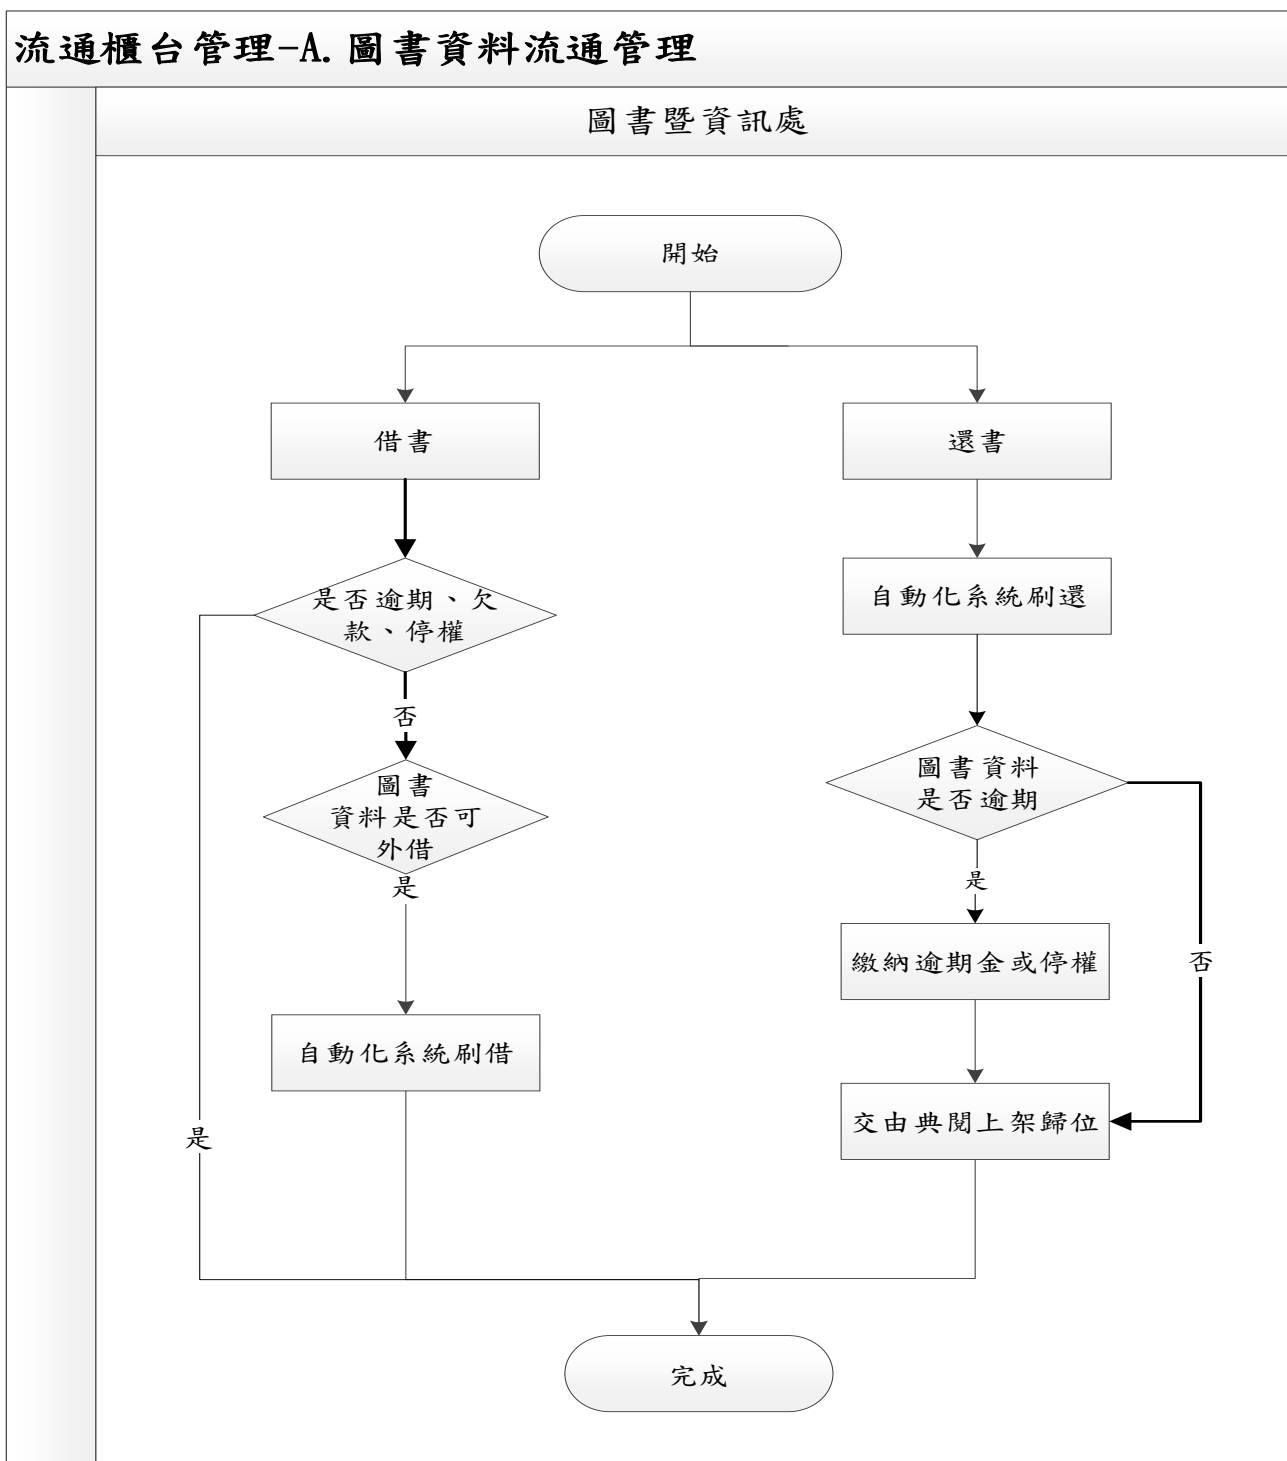 流通櫃台管理-A.圖書資料流通管理
圖書暨資訊處
開始
借書
還書
是否逾期、欠
款、停權
自動化系統刷還
否
圖書
資料是否可
外借
是
圖書資料
是否逾期
是
繳納逾期金或停權
否
自動化系統刷借
交由典閱上架歸位
是
完成